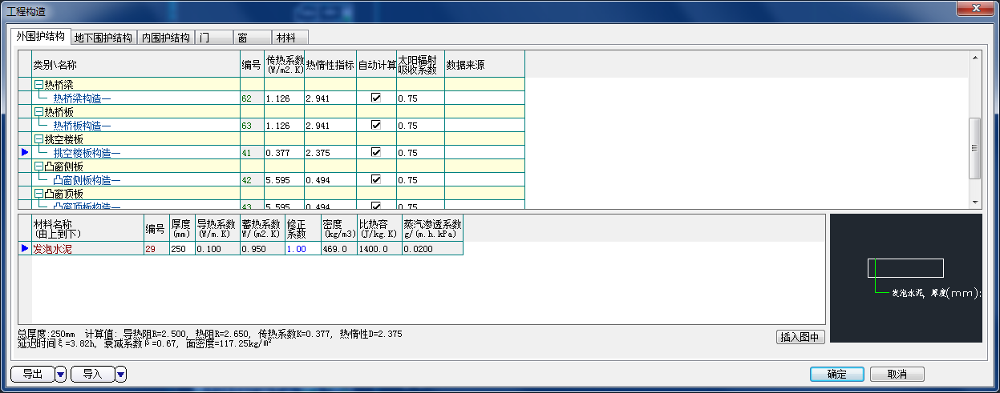 工程构造
外围护结构 地下围护结构 内围护结构 门 窗 材料
类别\名称 编号 传热系数(W/m2.K) 热惰性指标 自动计算 太阳辐射吸收系数 数据来源
热桥梁
热桥梁构造一 62 1.126 2.941 0.75
热桥板
热桥板构造一 63 1.126 2.941 0.75
挑空楼板
挑空楼板构造一 41 0.377 2.375 0.75
凸窗侧板
凸窗侧板构造一 42 5.595 0.494 0.75
凸窗顶板
凸窗顶板构造一 43 5.595 0.494 0.75
材料名称(由上到下) 编号 厚度(mm) 导热系数(W/m.K) 蓄热系数W/(m2.K) 修正系数 密度(kg/m3) 比热容(J/kg.K) 蒸汽渗透系数g/(m.h.kPa)
发泡水泥 29 250 0.100 0.950 1.00 469.0 1400.0 0.0200
发泡水泥, 厚度(mm):
总厚度:250mm 计算值: 导热阻R=2.500, 热阻R=2.650, 传热系数K=0.377, 热惰性D=2.375
延迟时间ξ=3.82h, 衰减系数β=0.67, 面密度=117.25kg/m²
插入图中
导出 导入 确定 取消